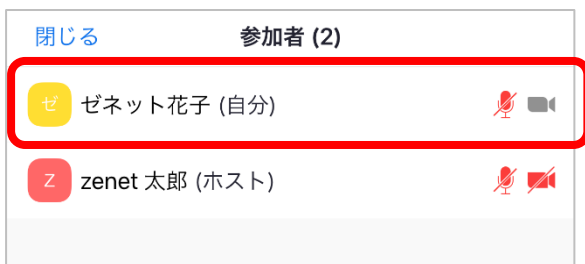 閉じる 参加者 (2)
ゼ ゼネット花子 (自分)
Z zenet 太郎 (ホスト)